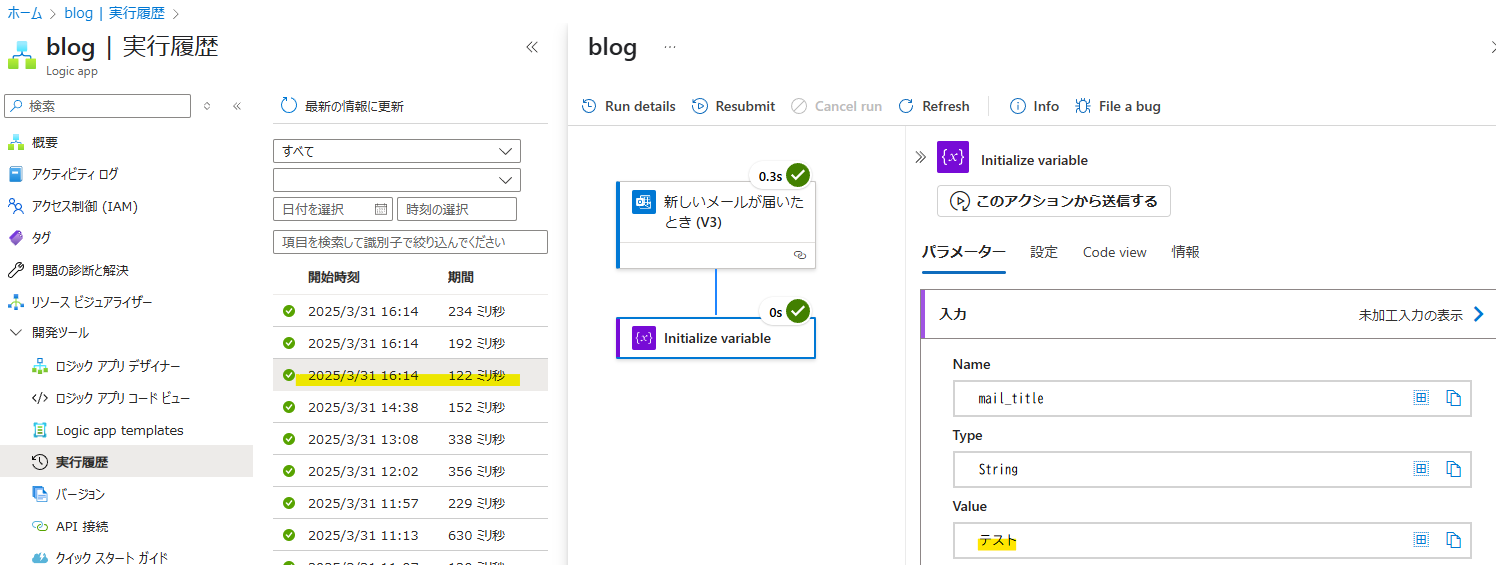 ホーム > blog | 実行履歴 >
blog | 実行履歴
Logic app
検索
概要
アクティビティ ログ
アクセス制御 (IAM)
タグ
問題の診断と解決
リソース ビジュアライザー
開発ツール
ロジック アプリ デザイナー
ロジック アプリ コード ビュー
Logic app templates
実行履歴
バージョン
API 接続
クイック スタート ガイド
最新の情報に更新
すべて
日付を選択 時刻の選択
項目を検索して識別子で絞り込んでください
開始時刻 期間
2025/3/31 16:14 234 ミリ秒
2025/3/31 16:14 192 ミリ秒
2025/3/31 16:14 122 ミリ秒
2025/3/31 14:38 152 ミリ秒
2025/3/31 13:08 338 ミリ秒
2025/3/31 12:02 356 ミリ秒
2025/3/31 11:57 229 ミリ秒
2025/3/31 11:13 630 ミリ秒
blog ...
Run details Resubmit Cancel run Refresh Info File a bug
0.3s
新しいメールが届いた
とき (V3)
0s
{x} Initialize variable
{x} Initialize variable
このアクションから送信する
パラメーター 設定 Code view 情報
入力 未加工入力の表示
Name
mail_title
Type
String
Value
テスト